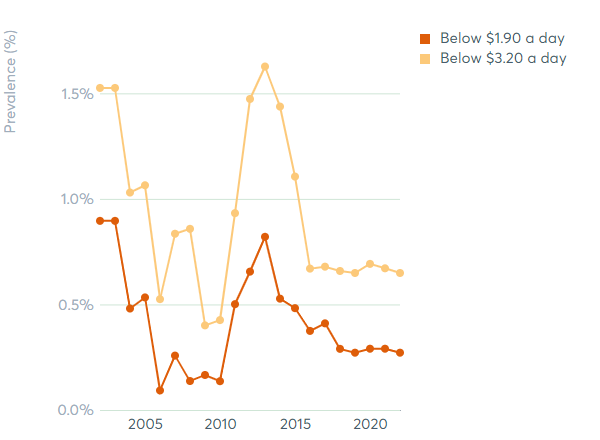 Prevalence (%)
Below $1.90 a day
Below $3.20 a day
1.5%
1.0%
0.5%
0.0%
2005 2010 2015 2020